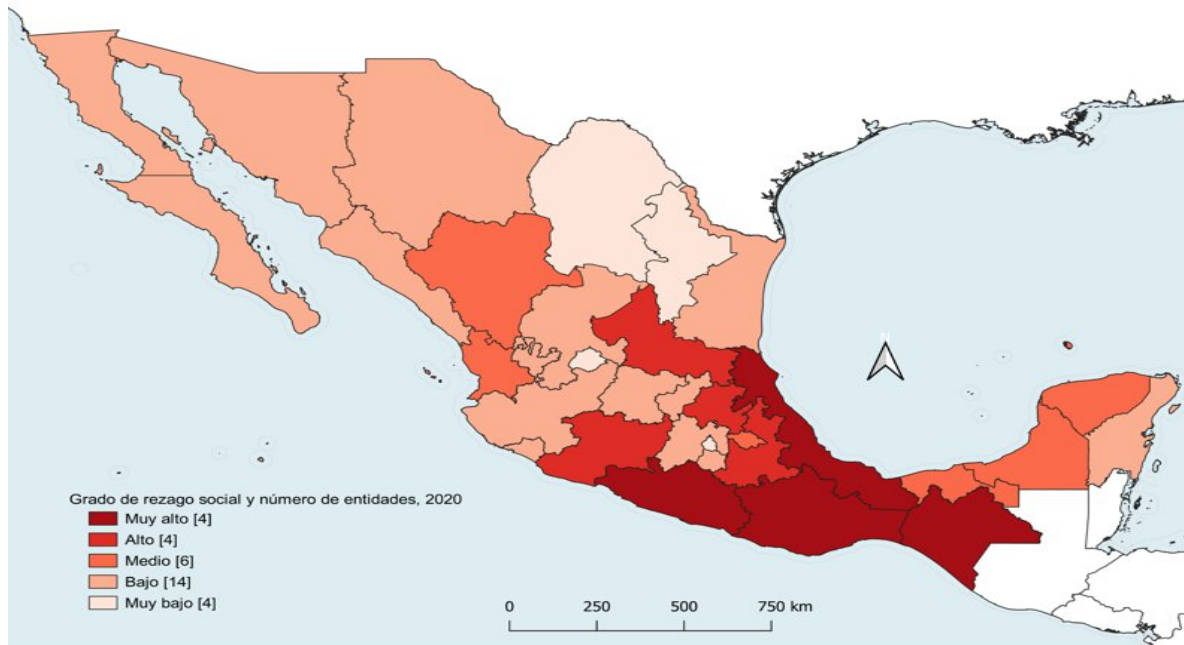 Grado de rezago social y número de entidades, 2020
Muy alto [4]
Alto [4]
Medio [6]
Bajo [14]
Muy bajo [4]
0 250 500 750 km